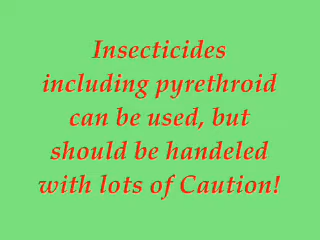 Insecticides
including pyrethroid
can be used, but
should be handeled
with lots of Caution!